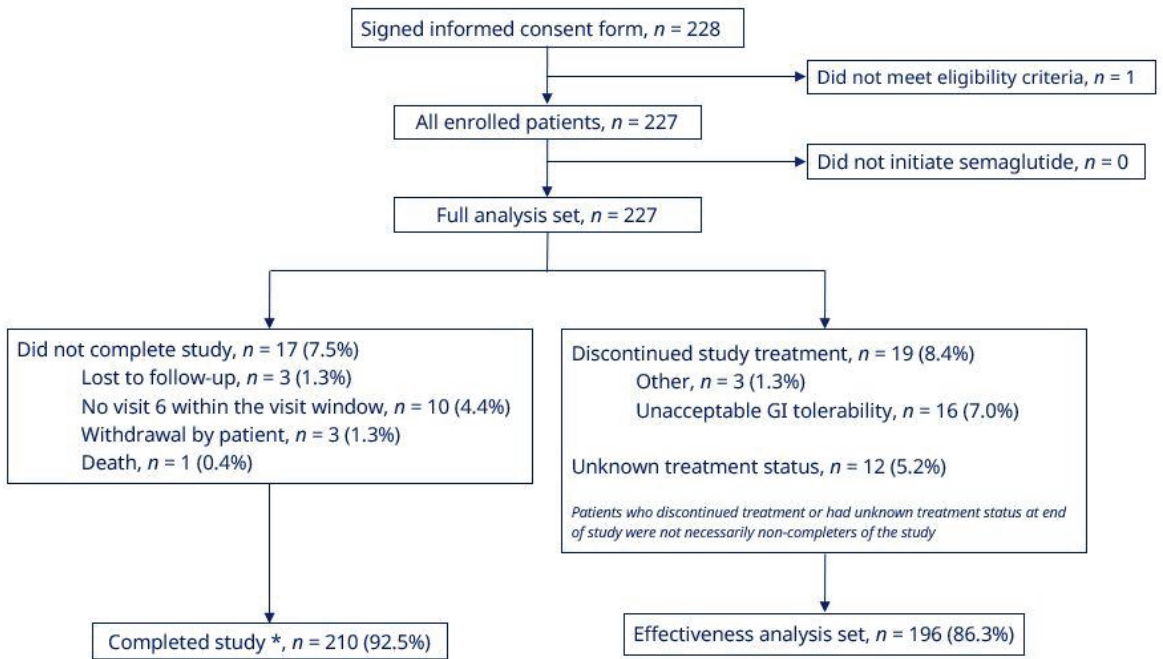 Signed informed consent form, n = 228
Did not meet eligibility criteria, n = 1
All enrolled patients, n = 227
Did not initiate semaglutide, n = 0
Full analysis set, n = 227
Did not complete study, n = 17 (7.5%)
Lost to follow-up, n = 3 (1.3%)
No visit 6 within the visit window, n = 10 (4.4%)
Withdrawal by patient, n = 3 (1.3%)
Death, n = 1 (0.4%)
Discontinued study treatment, n = 19 (8.4%)
Other, n = 3 (1.3%)
Unacceptable GI tolerability, n = 16 (7.0%)
Unknown treatment status, n = 12 (5.2%)
Patients who discontinued treatment or had unknown treatment status at end
of study were not necessarily non-completers of the study
Completed study *, n = 210 (92.5%)
Effectiveness analysis set, n = 196 (86.3%)